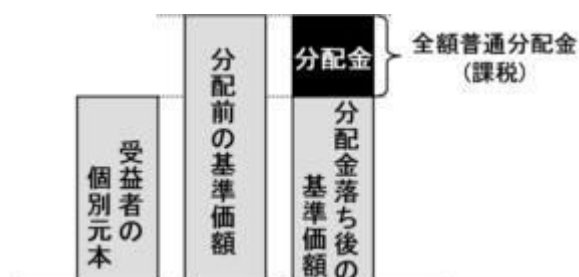 受益者の
個別元本
分配前の基準価額
分配金
分配金落ち後の
基準価額
全額普通分配金
(課税)